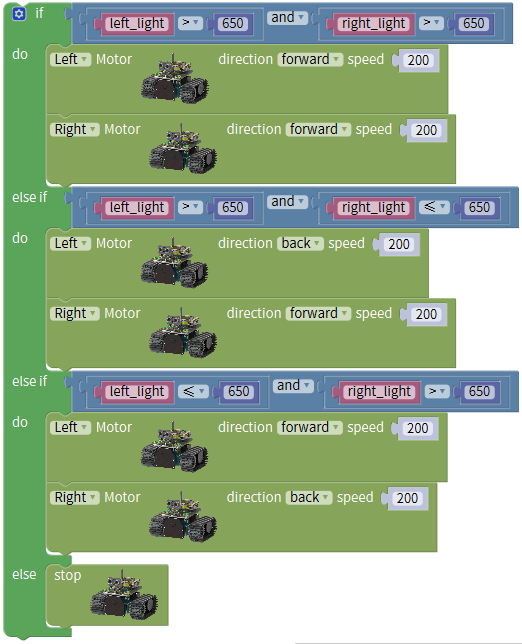 if left_light > 650 and right_light > 650
do Left Motor direction forward speed 200
Right Motor direction forward speed 200
else if left_light > 650 and right_light ≤ 650
do Left Motor direction back speed 200
Right Motor direction forward speed 200
else if left_light ≤ 650 and right_light > 650
do Left Motor direction forward speed 200
Right Motor direction back speed 200
else stop